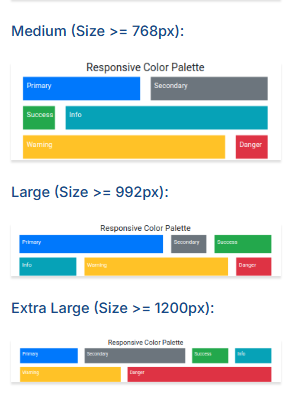 Medium (Size >= 768px):
Responsive Color Palette
Primary Secondary
Success Info
Warning Danger
Large (Size >= 992px):
Responsive Color Palette
Primary Secondary Success
Info Warning Danger
Extra Large (Size >= 1200px):
Responsive Color Palette
Primary Secondary Success Info
Warning Danger